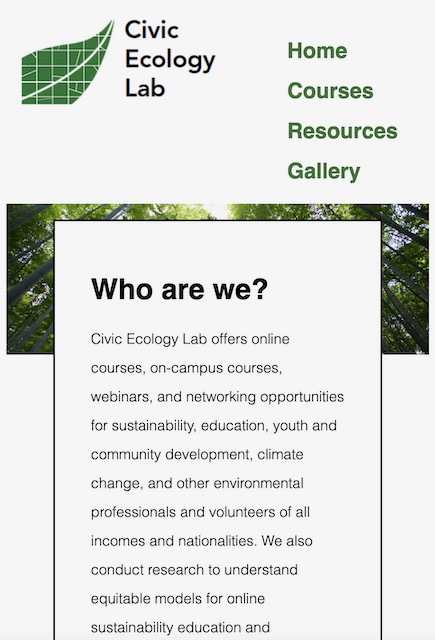 Civic
Ecology
Lab
Home
Courses
Resources
Gallery
Who are we?
Civic Ecology Lab offers online
courses, on-campus courses,
webinars, and networking opportunities
for sustainability, education, youth and
community development, climate
change, and other environmental
professionals and volunteers of all
incomes and nationalities. We also
conduct research to understand
equitable models for online
sustainability education and